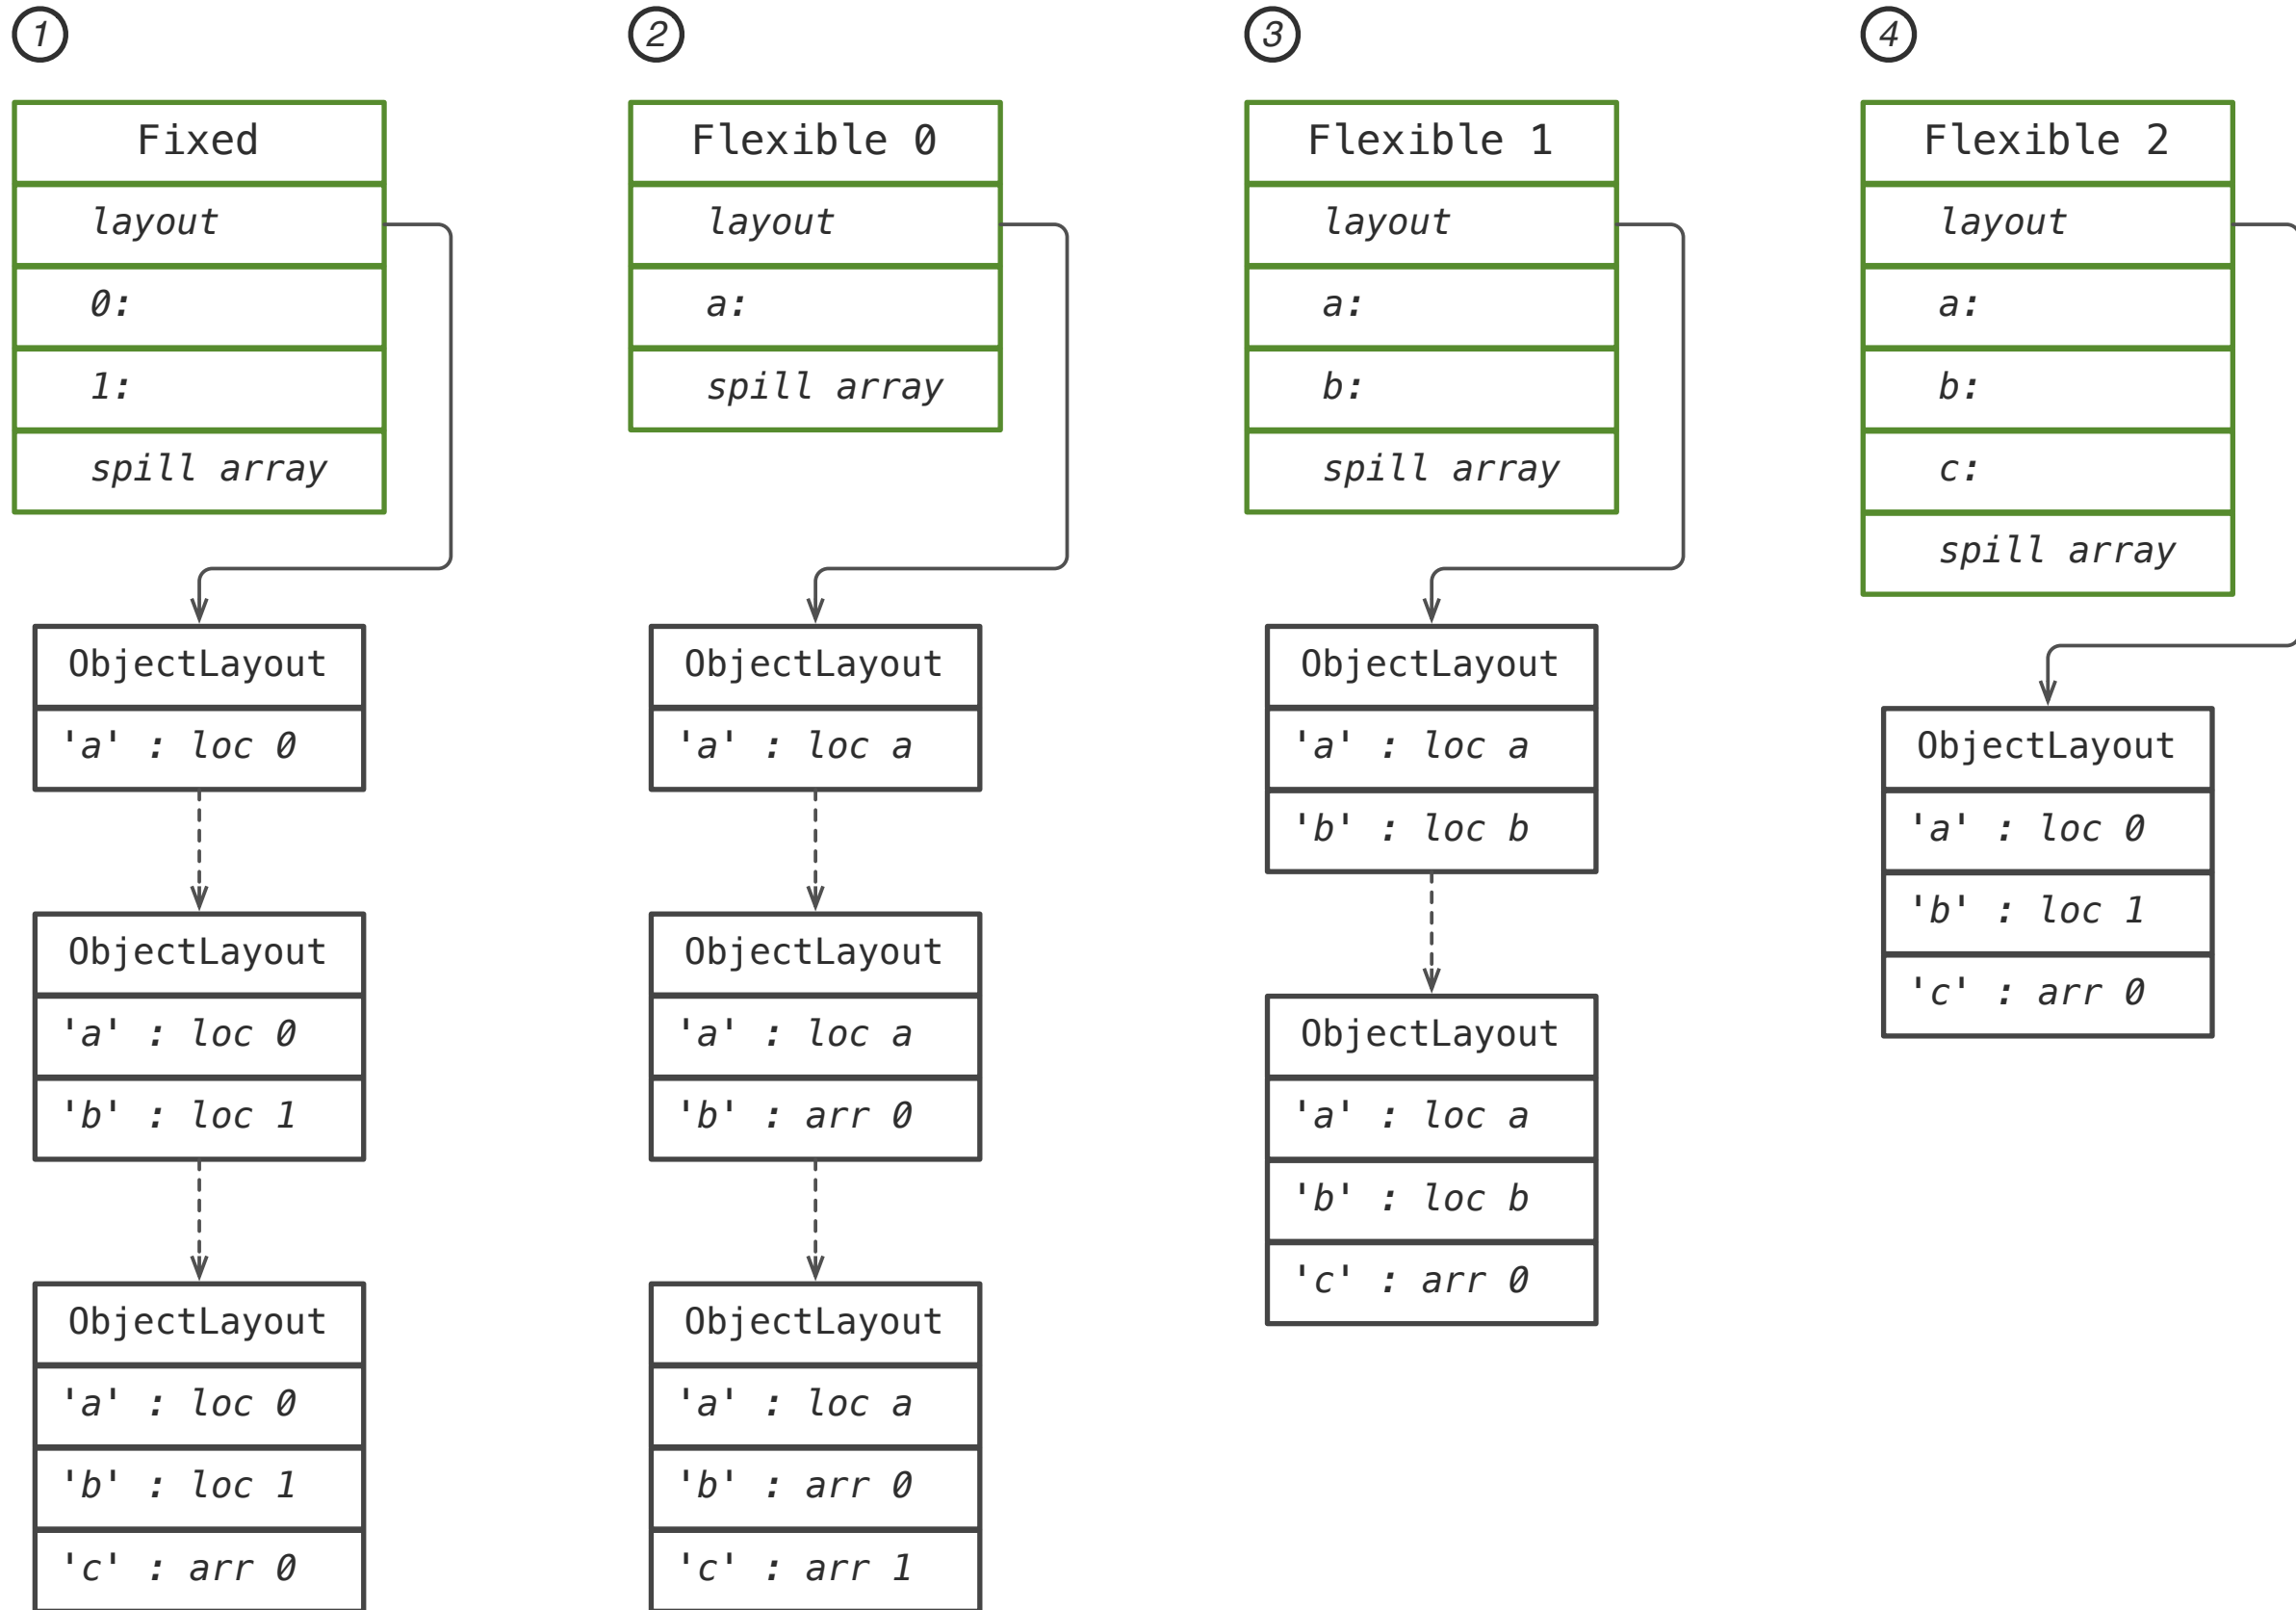 1
Fixed
layout
0:
1:
spill array
ObjectLayout
'a' : loc 0
ObjectLayout
'a' : loc 0
'b' : loc 1
ObjectLayout
'a' : loc 0
'b' : loc 1
'c' : arr 0
2
Flexible 0
layout
a:
spill array
ObjectLayout
'a' : loc a
ObjectLayout
'a' : loc a
'b' : arr 0
ObjectLayout
'a' : loc a
'b' : arr 0
'c' : arr 1
3
Flexible 1
layout
a:
b:
spill array
ObjectLayout
'a' : loc a
'b' : loc b
ObjectLayout
'a' : loc a
'b' : loc b
'c' : arr 0
4
Flexible 2
layout
a:
b:
c:
spill array
ObjectLayout
'a' : loc 0
'b' : loc 1
'c' : arr 0